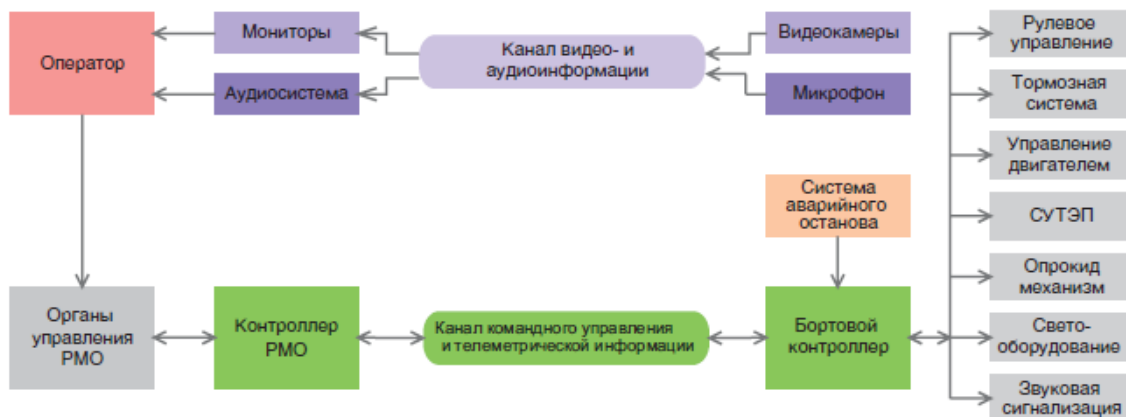 Оператор
Мониторы
Аудиосистема
Канал видео- и
аудиоинформации
Видеокамеры
Микрофон
Система
аварийного
останова
Органы
управления
РМО
Контроллер
РМО
Канал командного управления
и телеметрической информации
Бортовой
контроллер
Рулевое
управление
Тормозная
система
Управление
двигателем
СУТЭП
Опрокид
механизм
Свето-
оборудование
Звуковая
сигнализация